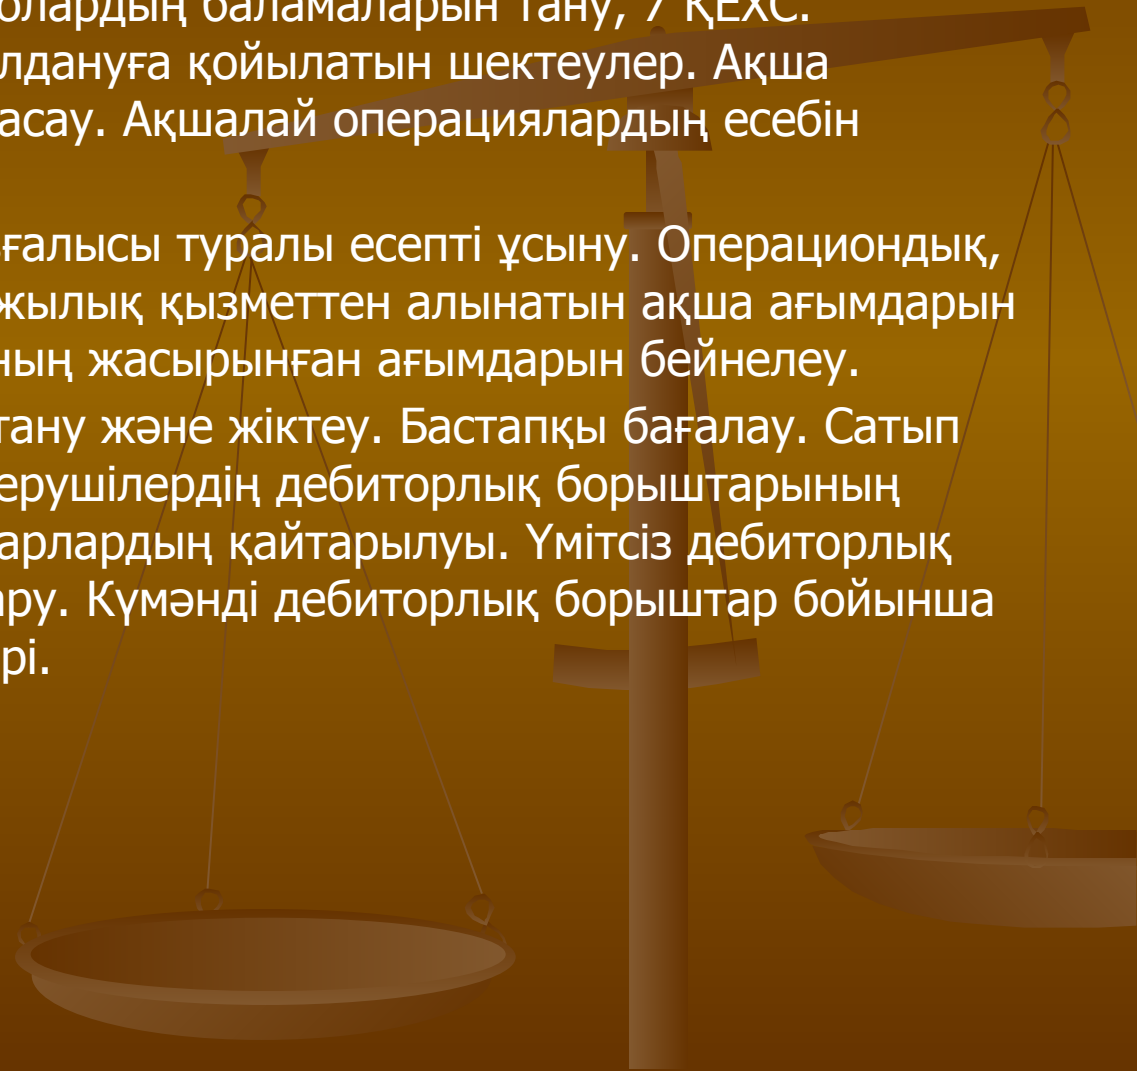 олардың баламаларын тану, 7 ҚЕХС.
лдануға қойылатын шектеулер. Ақша
асау. Ақшалай операциялардың есебін
ғалысы туралы есепті ұсыну. Операциондық,
жылық қызметтен алынатын ақша ағымдарын
ның жасырынған ағымдарын бейнелеу.
тану және жіктеу. Бастапқы бағалау. Сатып
ерушілердің дебиторлық борыштарының
арлардың қайтарылуы. Үмітсіз дебиторлық
ару. Күмәнді дебиторлық борыштар бойынша
рі.